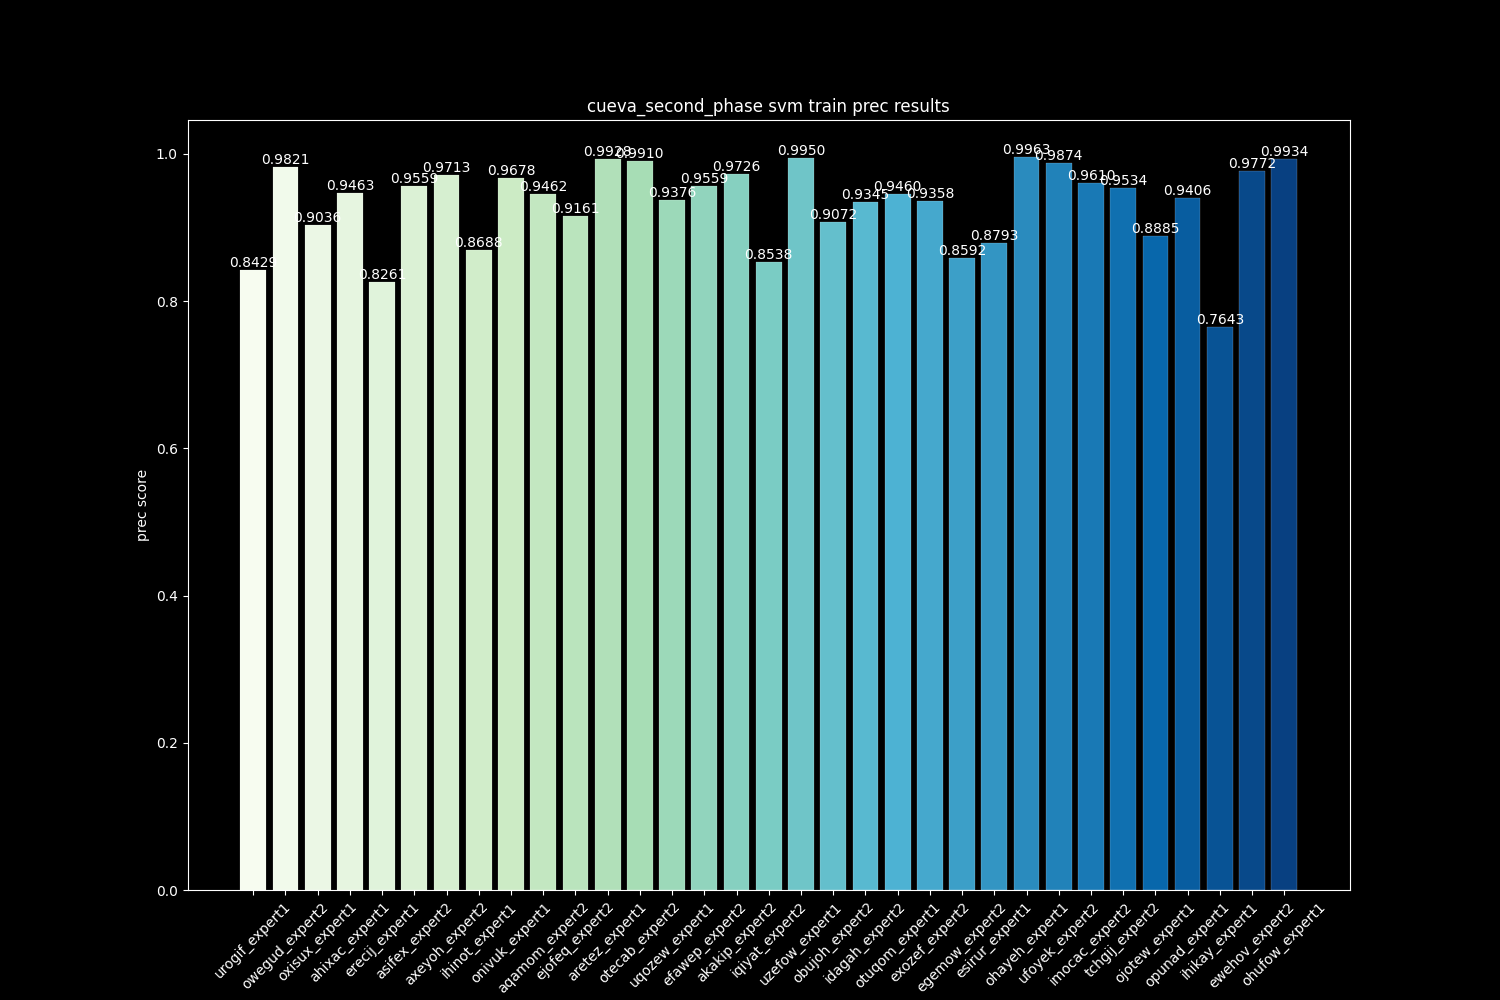 cueva_second_phase svm train prec results
0.8429
0.9821
0.9036
0.9463
0.8261
0.9559
0.9713
0.8688
0.9678
0.9462
0.9161
0.9928
0.9910
0.9376
0.9559
0.9726
0.8538
0.9950
0.9072
0.9345
0.9460
0.9358
0.8592
0.8793
0.9963
0.9874
0.9610
0.9534
0.8885
0.9406
0.7643
0.9772
0.9934
prec score
1.0
0.8
0.6
0.4
0.2
0.0
urogif_expert1
owegud_expert2
oxisux_expert1
ahixac_expert1
erecij_expert1
asifex_expert2
axeyoh_expert2
ihinot_expert1
onivuk_expert1
aqamom_expert2
ejofeq_expert2
aretez_expert1
otecab_expert2
uqozew_expert1
efawep_expert2
akakip_expert2
iqiyat_expert2
uzefow_expert1
obujoh_expert2
idagah_expert2
otuqom_expert1
exozef_expert2
egemow_expert2
esirur_expert1
ohayeh_expert1
ufoyek_expert2
imocac_expert2
tchgij_expert2
ojotew_expert1
opunad_expert1
ihikay_expert1
ewehov_expert2
ohufow_expert1